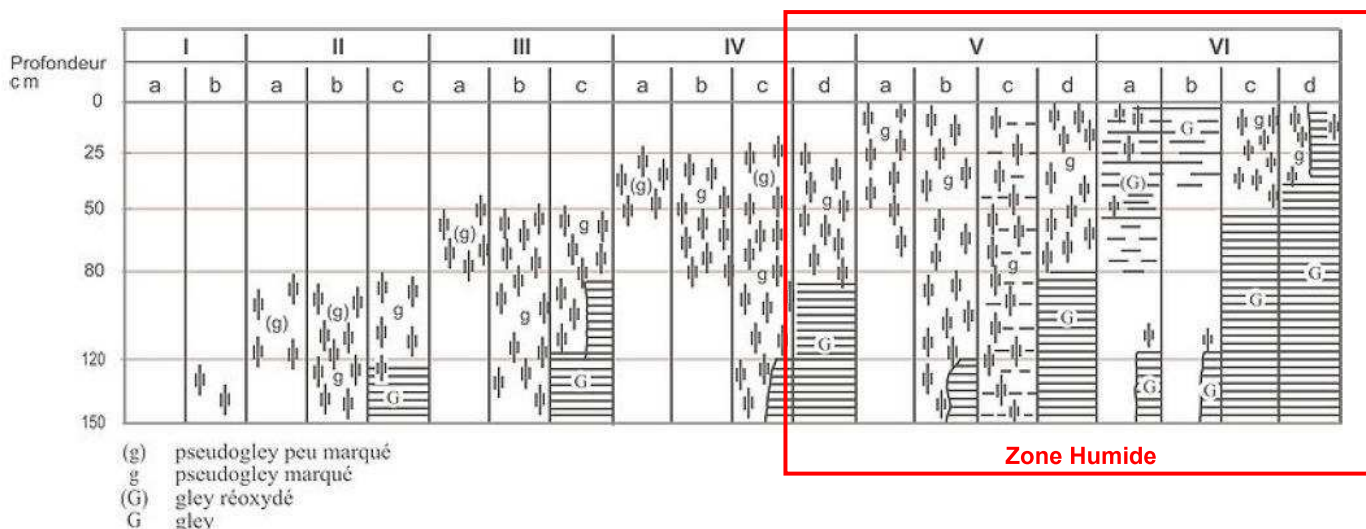 I II III IV V VI
Profondeur
cm
a b a b c a b c a b c d a b c d a b c d
0
25
50
80
120
150
(g) (g) g g (g) g g G (g) g g G (g) g (g) g g G g g g g G (G) G G G g G g G
Zone Humide
(g) pseudogley peu marqué
g pseudogley marqué
(G) gley réoxydé
G gley